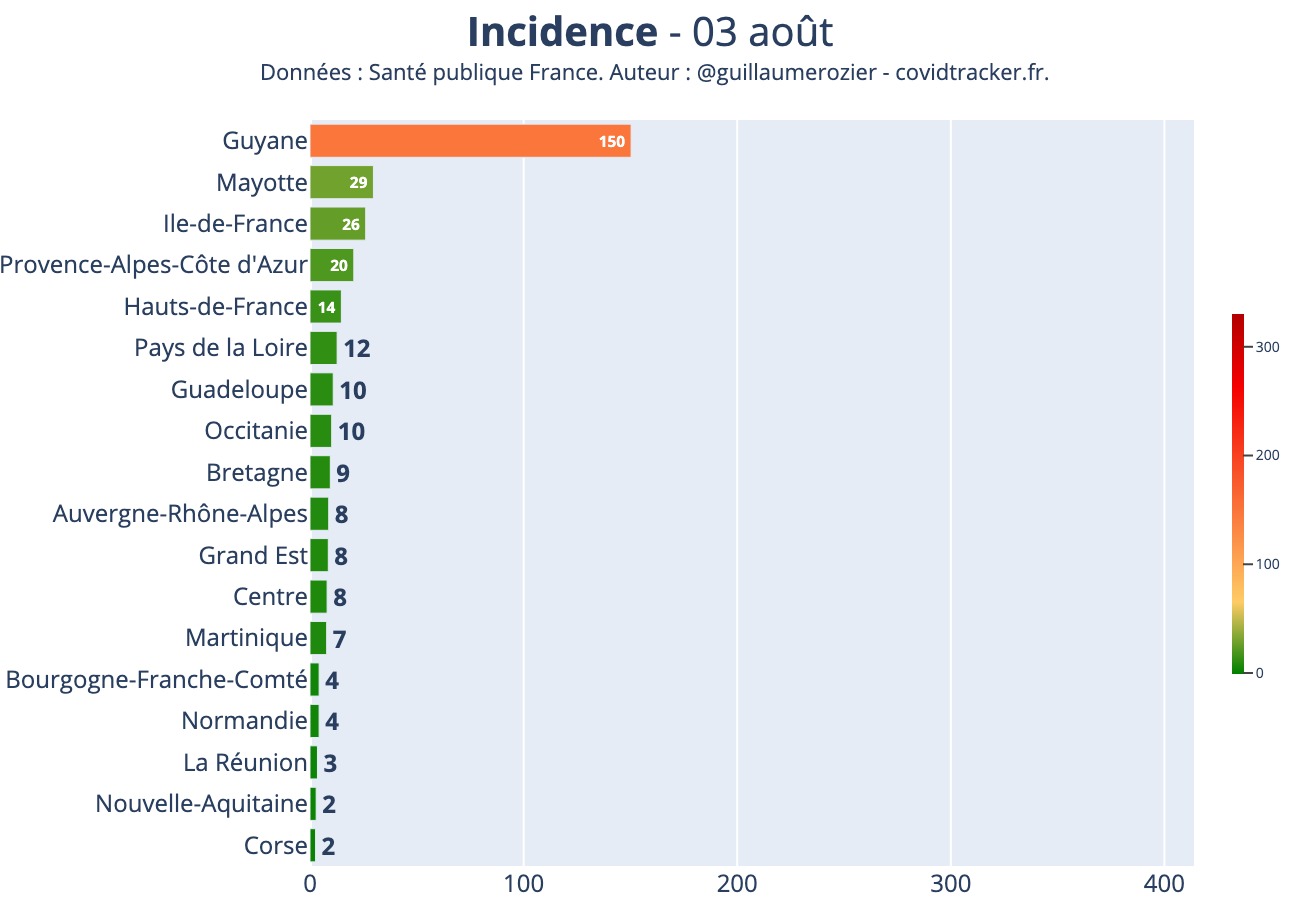 Incidence - 03 août
Données : Santé publique France. Auteur : @guillaumerozier - covidtracker.fr.
Guyane 150
Mayotte 29
Ile-de-France 26
Provence-Alpes-Côte d'Azur 20
Hauts-de-France 14
Pays de la Loire 12
Guadeloupe 10
Occitanie 10
Bretagne 9
Auvergne-Rhône-Alpes 8
Grand Est 8
Centre 8
Martinique 7
Bourgogne-Franche-Comté 4
Normandie 4
La Réunion 3
Nouvelle-Aquitaine 2
Corse 2
0 100 200 300 400
300
200
100
0